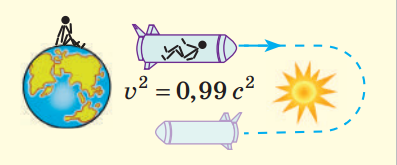 v² = 0,99 c²